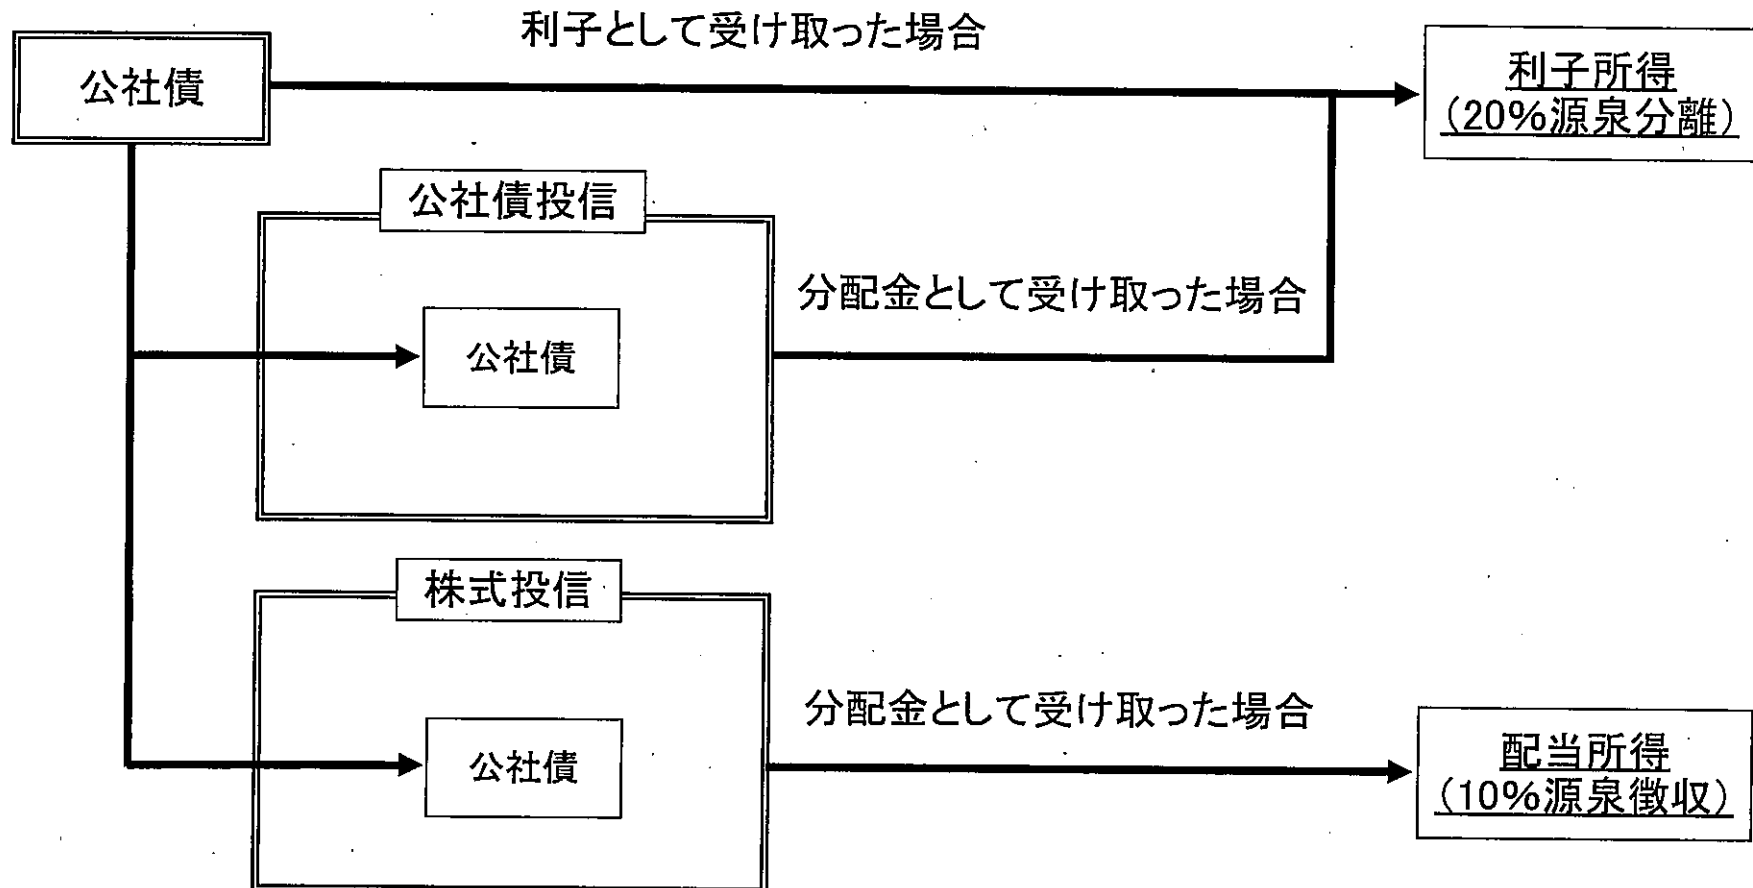 利子として受け取った場合
公社債
利子所得
(20%源泉分離)
公社債投信
分配金として受け取った場合
公社債
株式投信
分配金として受け取った場合
公社債
配当所得
(10%源泉徴収)